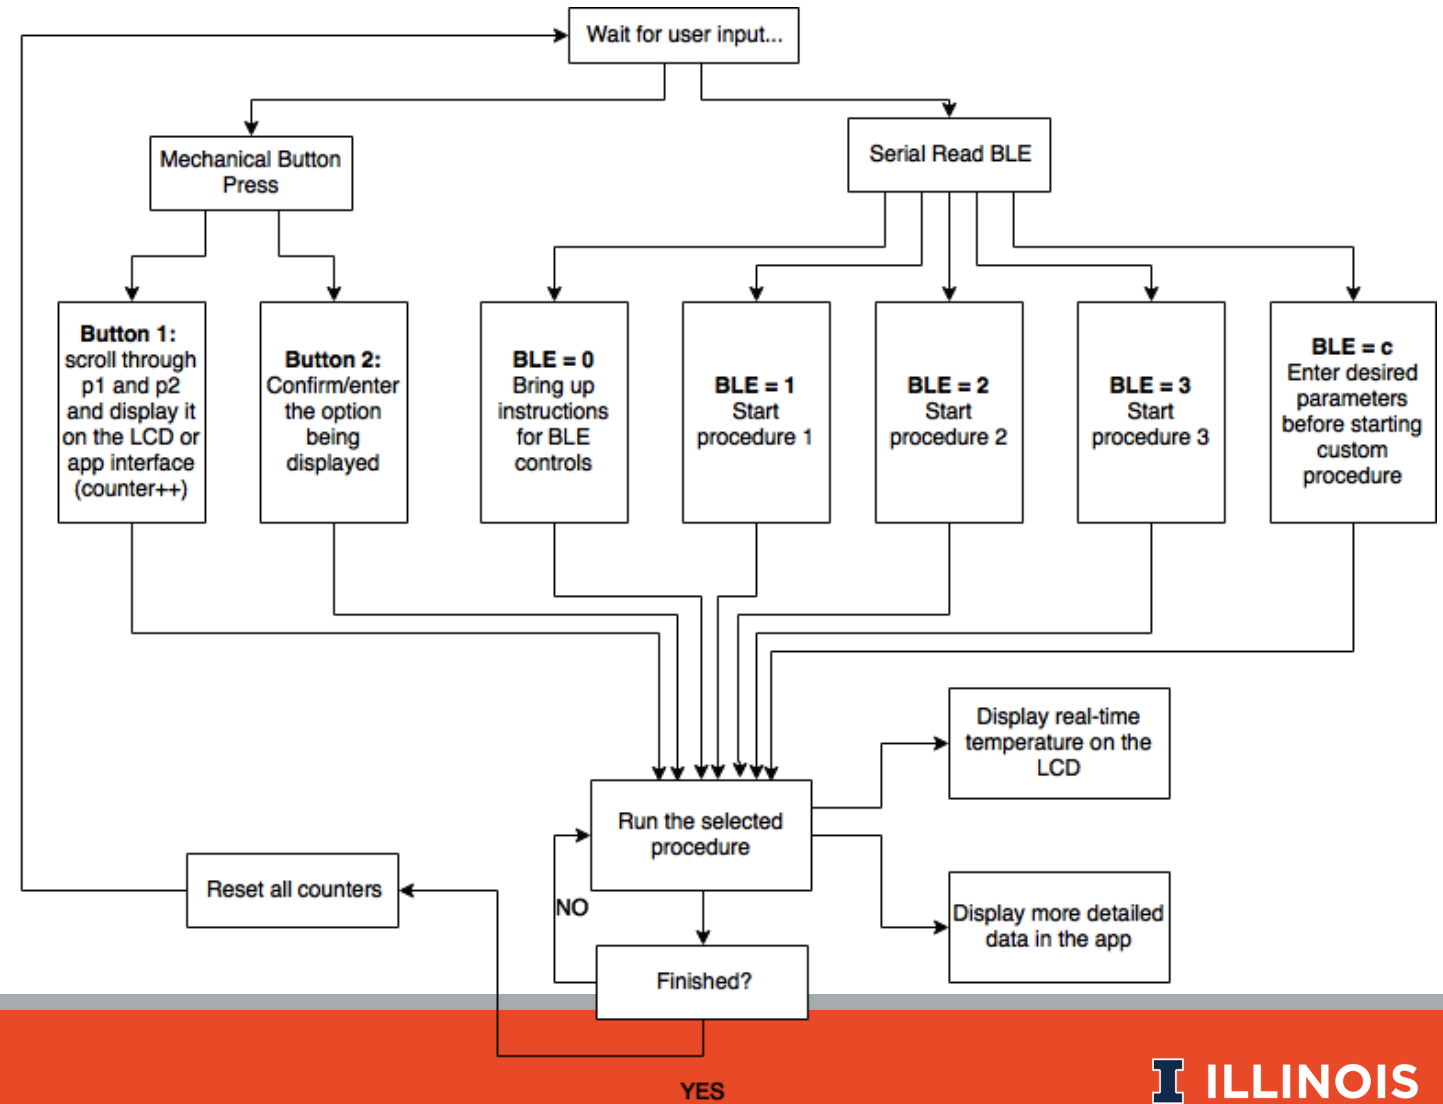 Wait for user input...
Mechanical Button
Press
Serial Read BLE
Button 1:
scroll through
p1 and p2
and display it
on the LCD or
app interface
(counter++)
Button 2:
Confirm/enter
the option
being
displayed
BLE = 0
Bring up
instructions
for BLE
controls
BLE = 1
Start
procedure 1
BLE = 2
Start
procedure 2
BLE = 3
Start
procedure 3
BLE = c
Enter desired
parameters
before starting
custom
procedure
Display real-time
temperature on the
LCD
Run the selected
procedure
Reset all counters
NO
Display more detailed
data in the app
Finished?
YES
I ILLINOIS